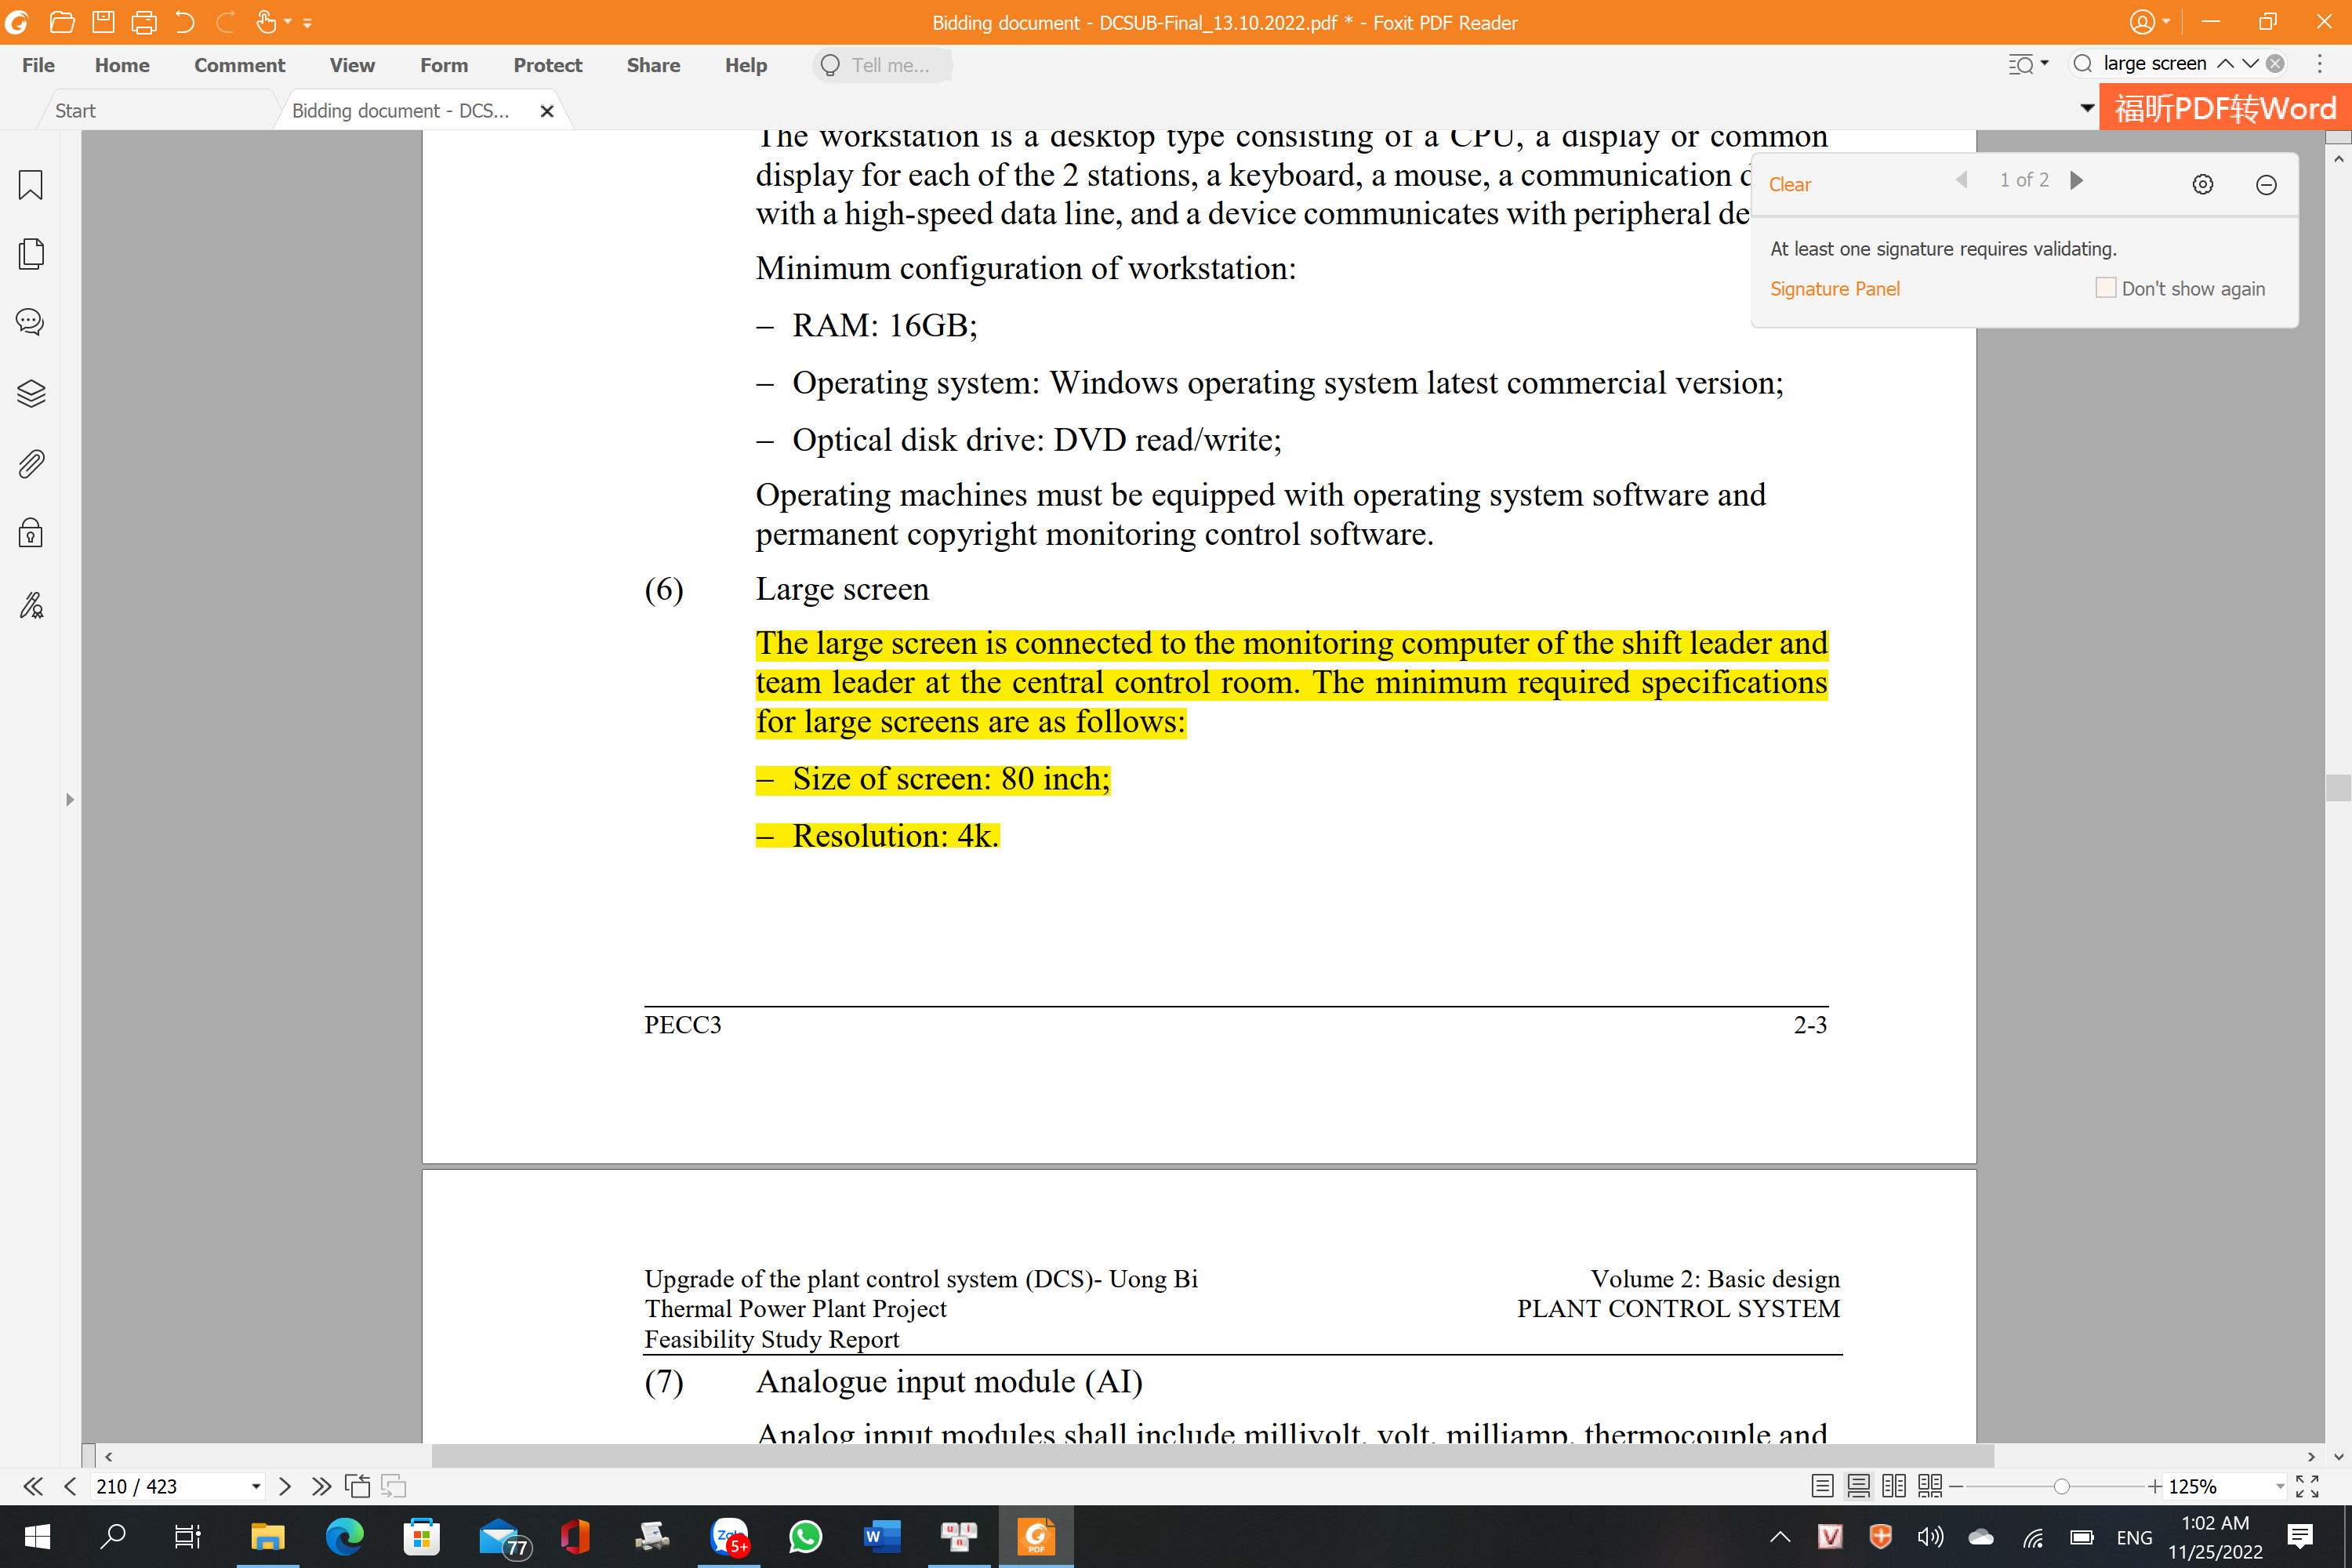 Bidding document - DCSUB-Final_13.10.2022.pdf * - Foxit PDF Reader
File Home Comment View Form Protect Share Help Tell me... large screen
Start Bidding document - DCS... 福昕PDF转Word
The workstation is a desktop type consisting of a CPU, a display or common
display for each of the 2 stations, a keyboard, a mouse, a communication
with a high-speed data line, and a device communicates with peripheral
Clear 1 of 2
At least one signature requires validating.
Signature Panel Don't show again
Minimum configuration of workstation:
– RAM: 16GB;
– Operating system: Windows operating system latest commercial version;
– Optical disk drive: DVD read/write;
Operating machines must be equipped with operating system software and
permanent copyright monitoring control software.
(6) Large screen
The large screen is connected to the monitoring computer of the shift leader and
team leader at the central control room. The minimum required specifications
for large screens are as follows:
– Size of screen: 80 inch;
– Resolution: 4k.
PECC3 2-3
Upgrade of the plant control system (DCS)- Uong Bi Volume 2: Basic design
Thermal Power Plant Project PLANT CONTROL SYSTEM
Feasibility Study Report
(7) Analogue input module (AI)
Analog input modules shall include millivolt, volt, milliamp, thermocouple and
210 / 423 125%
77 Zalo 5+ W u i n PDF V ENG 1:02 AM
11/25/2022